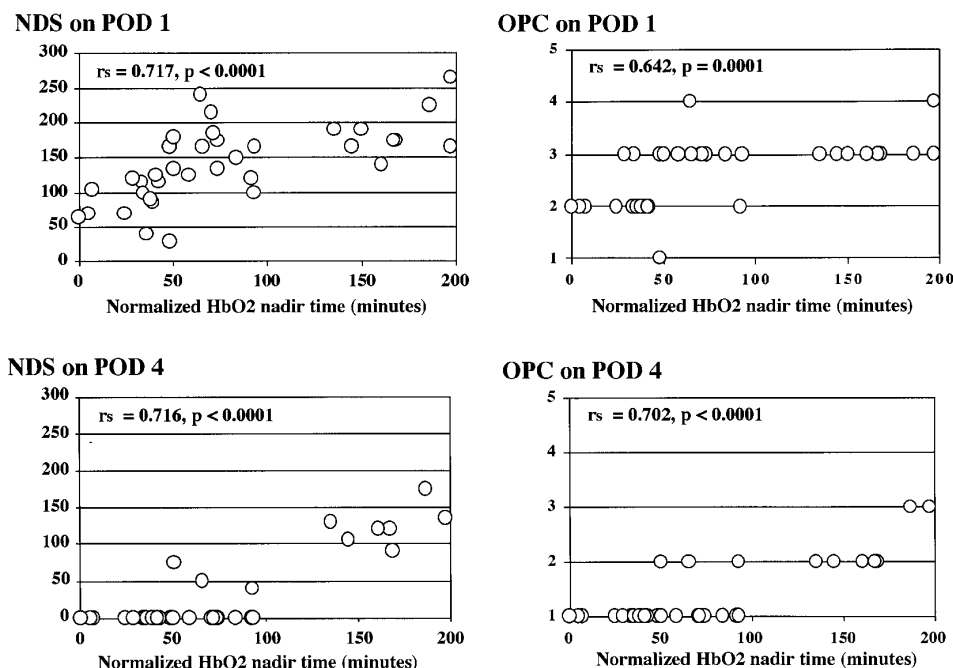 NDS on POD 1
300
250
200
150
100
50
0
rs = 0.717, p < 0.0001
0 50 100 150 200
Normalized HbO2 nadir time (minutes)
OPC on POD 1
5
4
3
2
1
rs = 0.642, p = 0.0001
0 50 100 150 200
Normalized HbO2 nadir time (minutes)
NDS on POD 4
300
250
200
150
100
50
0
rs = 0.716, p < 0.0001
0 50 100 150 200
Normalized HbO2 nadir time (minutes)
OPC on POD 4
5
4
3
2
1
rs = 0.702, p < 0.0001
0 50 100 150 200
Normalized HbO2 nadir time (minutes)